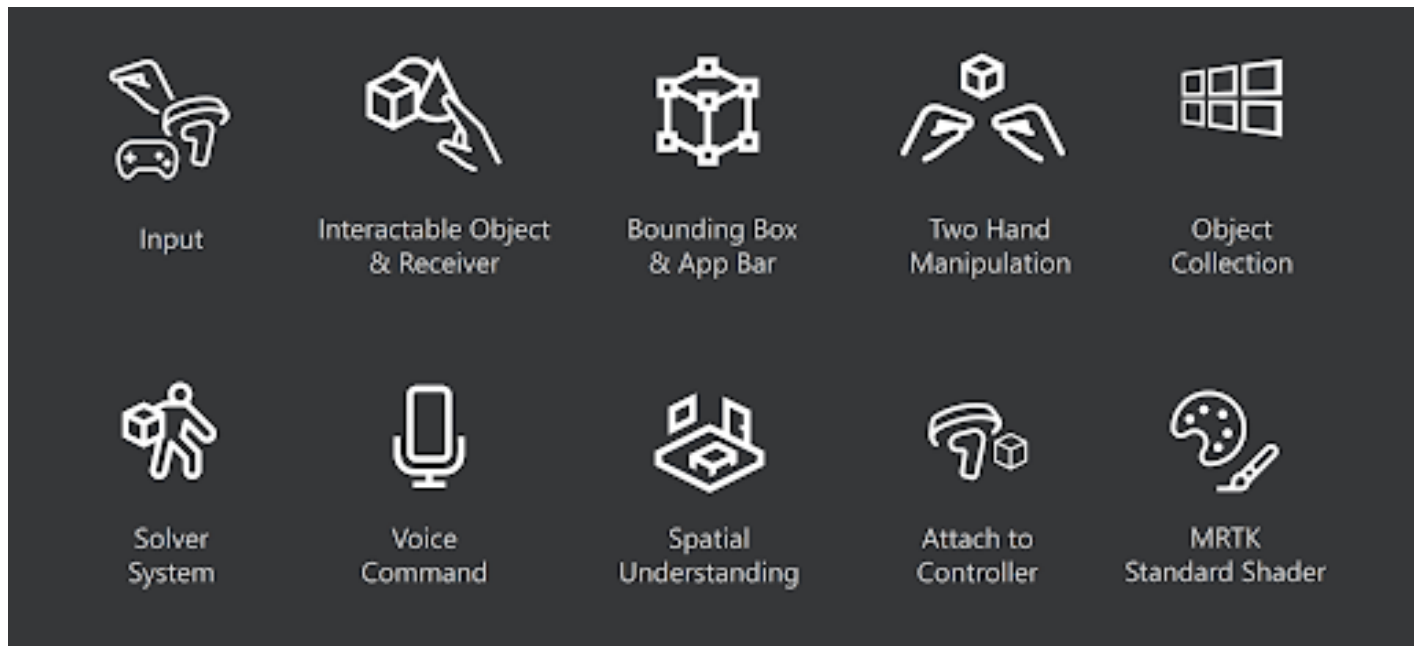 Input
Interactable Object
& Receiver
Bounding Box
& App Bar
Two Hand
Manipulation
Object
Collection
Solver
System
Voice
Command
Spatial
Understanding
Attach to
Controller
MRTK
Standard Shader